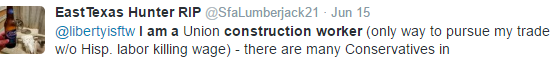 EastTexas Hunter RIP @SfaLumberjack21 · Jun 15
@libertyisftw I am a Union construction worker (only way to pursue my trade
w/o Hisp. labor killing wage) - there are many Conservatives in